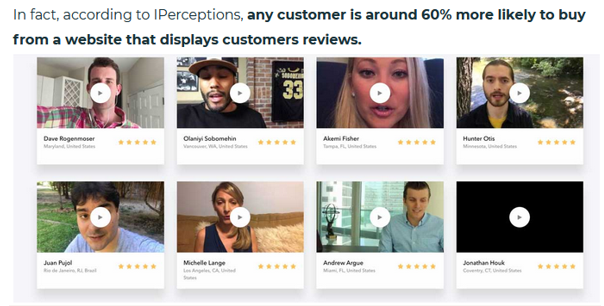 In fact, according to IPerceptions, any customer is around 60% more likely to buy
from a website that displays customers reviews.
33
Dave Rogenmoser
Maryland, United States
Olaniyi Sobomehin
Vancouver, WA, United States
Akemi Fisher
Tampa, FL, United States
Hunter Otis
Minnesota, United States
Juan Pujol
Rio de Janeiro, RJ, Brazil
Michelle Lange
Los Angeles, CA, United
States
Andrew Argue
Miami, FL, United States
Jonathan Houk
Coventry, CT, United States